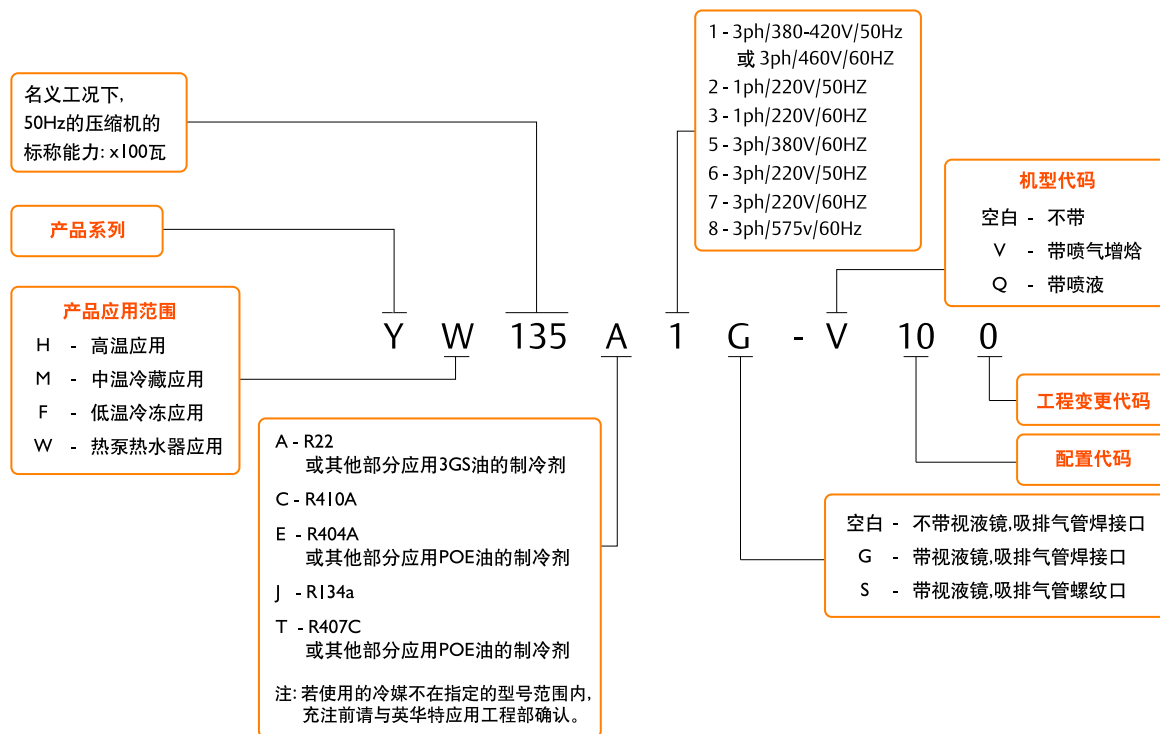 1 - 3ph/380-420V/50Hz
或 3ph/460V/60HZ
2 - 1ph/220V/50HZ
3 - 1ph/220V/60HZ
5 - 3ph/380V/60HZ
6 - 3ph/220V/50HZ
7 - 3ph/220V/60HZ
8 - 3ph/575v/60Hz
名义工况下,
50Hz的压缩机的
标称能力: x100瓦
产品系列
机型代码
空白 - 不带
V - 带喷气增焓
Q - 带喷液
产品应用范围
H - 高温应用
M - 中温冷藏应用
F - 低温冷冻应用
W - 热泵热水器应用
Y W 135 A 1 G - V 10 0
工程变更代码
配置代码
A - R22
或其他部分应用3GS油的制冷剂
C - R410A
E - R404A
或其他部分应用POE油的制冷剂
J - R134a
T - R407C
或其他部分应用POE油的制冷剂
注: 若使用的冷媒不在指定的型号范围内,
充注前请与英华特应用工程部确认。
空白 - 不带视液镜,吸排气管焊接口
G - 带视液镜,吸排气管焊接口
S - 带视液镜,吸排气管螺纹口